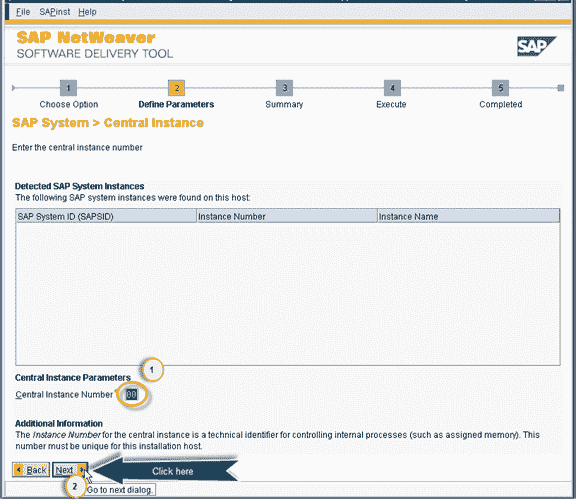 File SAPinst Help
SAP NetWeaver
SOFTWARE DELIVERY TOOL
SAP
1 2 3 4 5
Choose Option Define Parameters Summary Execute Completed
SAP System > Central Instance
Enter the central instance number
Detected SAP System Instances
The following SAP system instances were found on this host:
SAP System ID (SAPSID) Instance Number Instance Name
1
Central Instance Parameters
Central Instance Number * 00
Additional Information
The Instance Number for the central instance is a technical identifier for controlling internal processes (such as assigned memory). This
number must be unique for this installation host.
Back Next Click here
2 Go to next dialog.